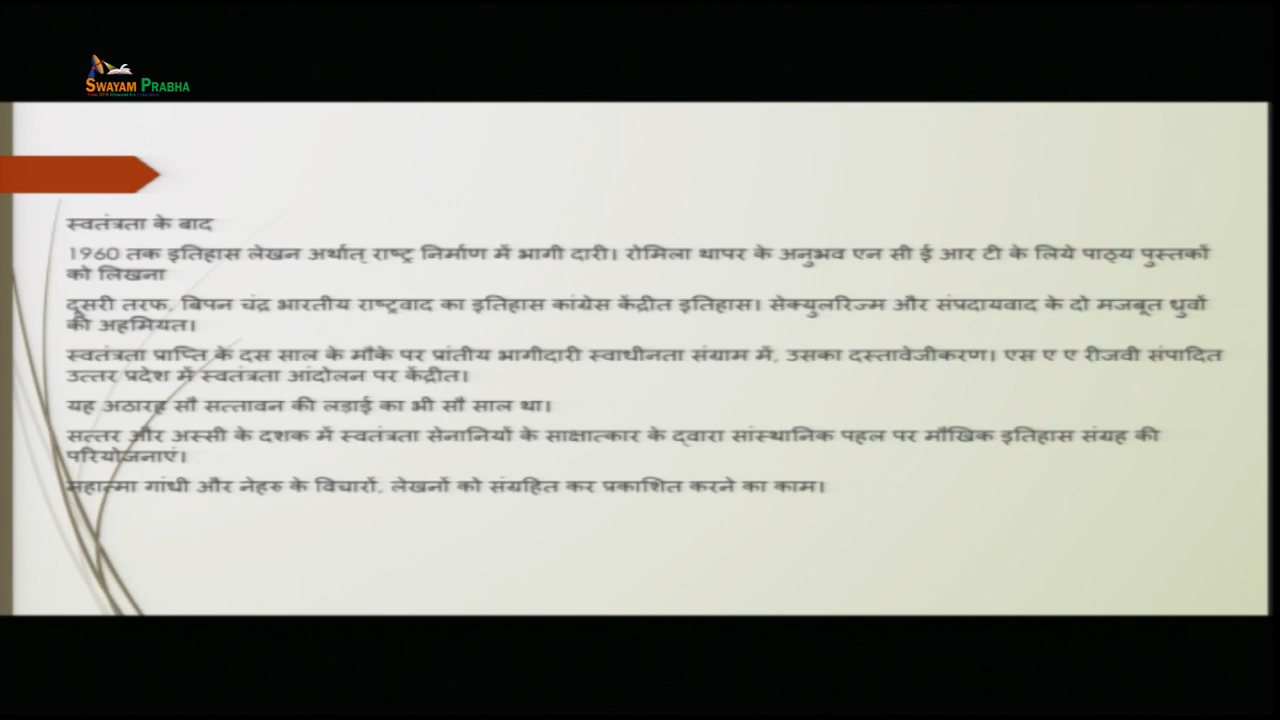 SWAYAM PRABHA
स्वतंत्रता के बाद
1960 तक इतिहास लेखन अर्थात् राष्ट्र निर्माण में भागी दारी। रोमिला थापर के अनुभव एन सी ई आर टी के लिये पाठ्य पुस्तकों
को लिखना
दूसरी तरफ, बिपन चंद्र भारतीय राष्ट्रवाद का इतिहास कांग्रेस केंद्रीत इतिहास। सेक्युलरिज्म और संप्रदायवाद के दो मजबूत ध्रुवों
की अहमियत।
स्वतंत्रता प्राप्ति के दस साल के मौके पर प्रांतीय भागीदारी स्वाधीनता संग्राम में, उसका दस्तावेजीकरण। एस ए ए रीजवी संपादित
उत्तर प्रदेश में स्वतंत्रता आंदोलन पर केंद्रीत।
यह अठारह सौ सत्तावन की लड़ाई का भी सौ साल था।
सत्तर और अस्सी के दशक में स्वतंत्रता सेनानियों के साक्षात्कार के द्वारा सांस्थानिक पहल पर मौखिक इतिहास संग्रह की
परियोजनाएं।
महात्मा गांधी और नेहरु के विचारों, लेखनों को संग्रहित कर प्रकाशित करने का काम।